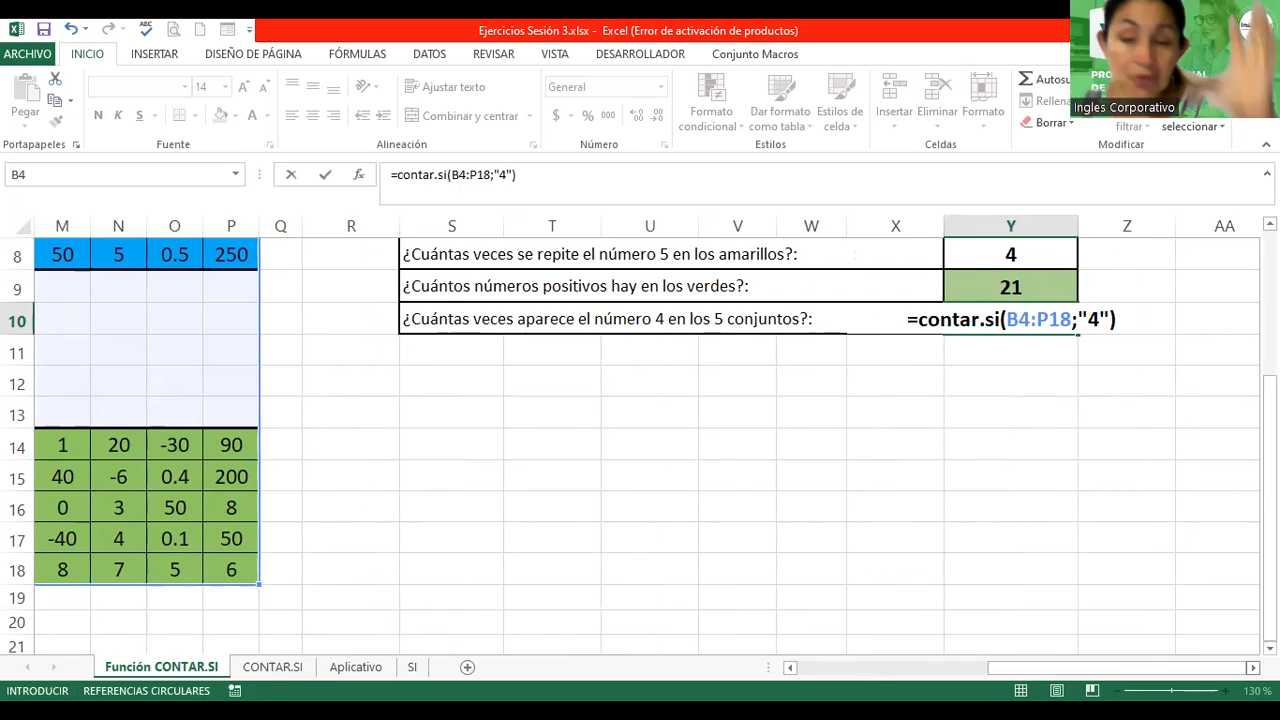 Ejercicios Sesión 3.xlsx - Excel (Error de activación de productos)
ARCHIVO INICIO INSERTAR DISEÑO DE PÁGINA FÓRMULAS DATOS REVISAR VISTA DESARROLLADOR Conjunto Macros
Pegar
14
N K S
Ajustar texto
Combinar y centrar
General
$ % 000
Formato condicional
Dar formato como tabla
Estilos de celda
Insertar
Eliminar
Formato
Autosu
Rellena
Borrar
filtrar
seleccionar
Ingles Corporativo
Portapapeles Fuente Alineación Número Estilos Celdas Modificar
B4 =contar.si(B4:P18;"4")
M N O P Q R S T U V W X Y Z AA
8 50 5 0.5 250 ¿Cuántas veces se repite el número 5 en los amarillos?: 4
9 ¿Cuántos números positivos hay en los verdes?: 21
10 ¿Cuántas veces aparece el número 4 en los 5 conjuntos?: =contar.si(B4:P18;"4")
11
12
13
14 1 20 -30 90
15 40 -6 0.4 200
16 0 3 50 8
17 -40 4 0.1 50
18 8 7 5 6
19
20
21
Función CONTAR.SI CONTAR.SI Aplicativo SI
INTRODUCIR REFERENCIAS CIRCULARES 130 %